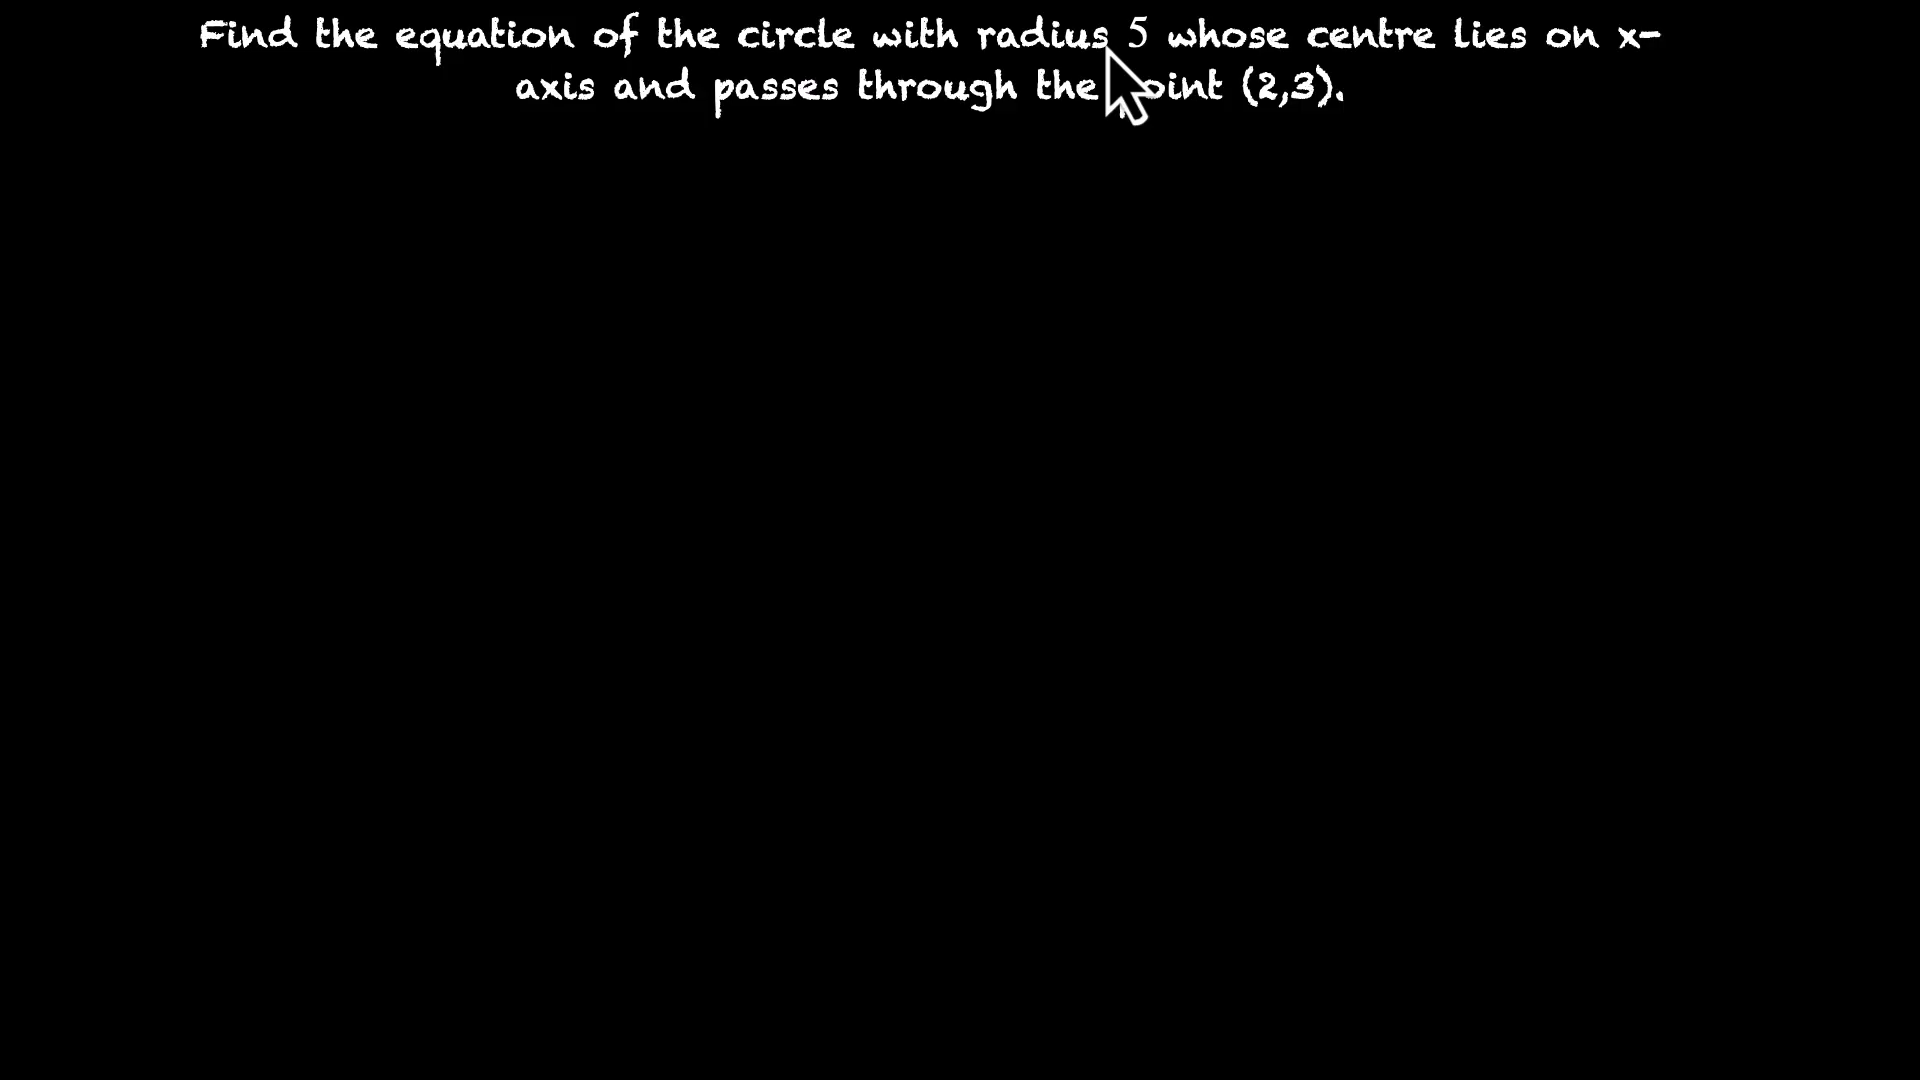 Find the equation of the circle with radius 5 whose centre lies on x-
axis and passes through the point (2,3).